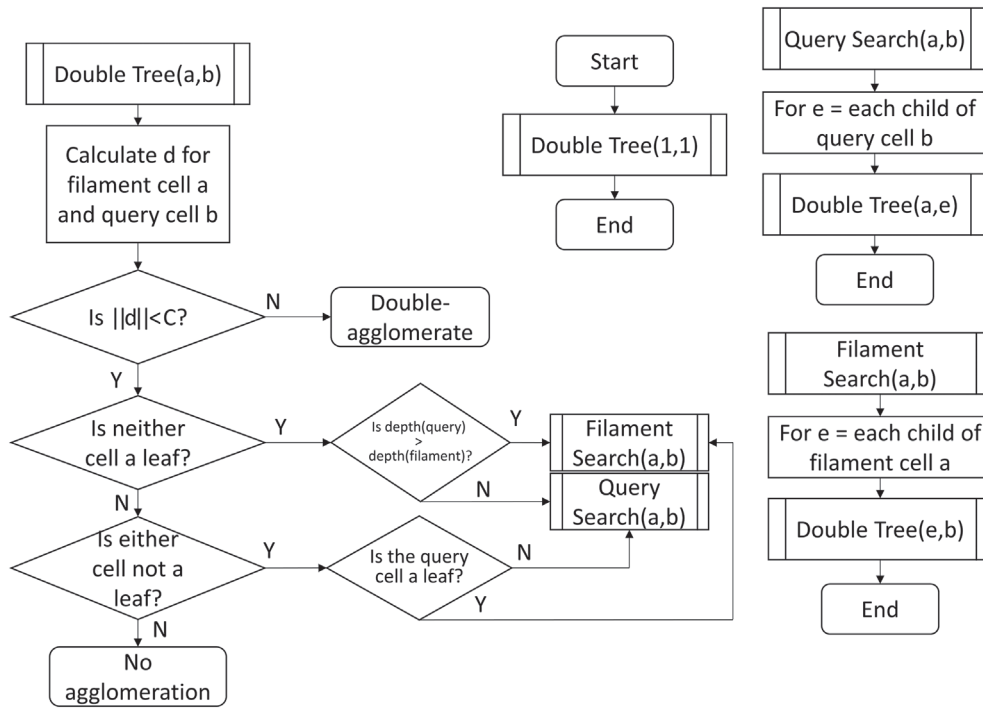 Double Tree(a,b)
Calculate d for
filament cell a
and query cell b
Is ||d||<C?
N
Double-
agglomerate
Y
Is neither
cell a leaf?
Y
Is depth(query)
>
depth(filament)?
Y
Filament
Search(a,b)
N
Query
Search(a,b)
N
Is either
cell not a
leaf?
Y
Is the query
cell a leaf?
N
Y
N
No
agglomeration
Start
Double Tree(1,1)
End
Query Search(a,b)
For e = each child of
query cell b
Double Tree(a,e)
End
Filament
Search(a,b)
For e = each child of
filament cell a
Double Tree(e,b)
End